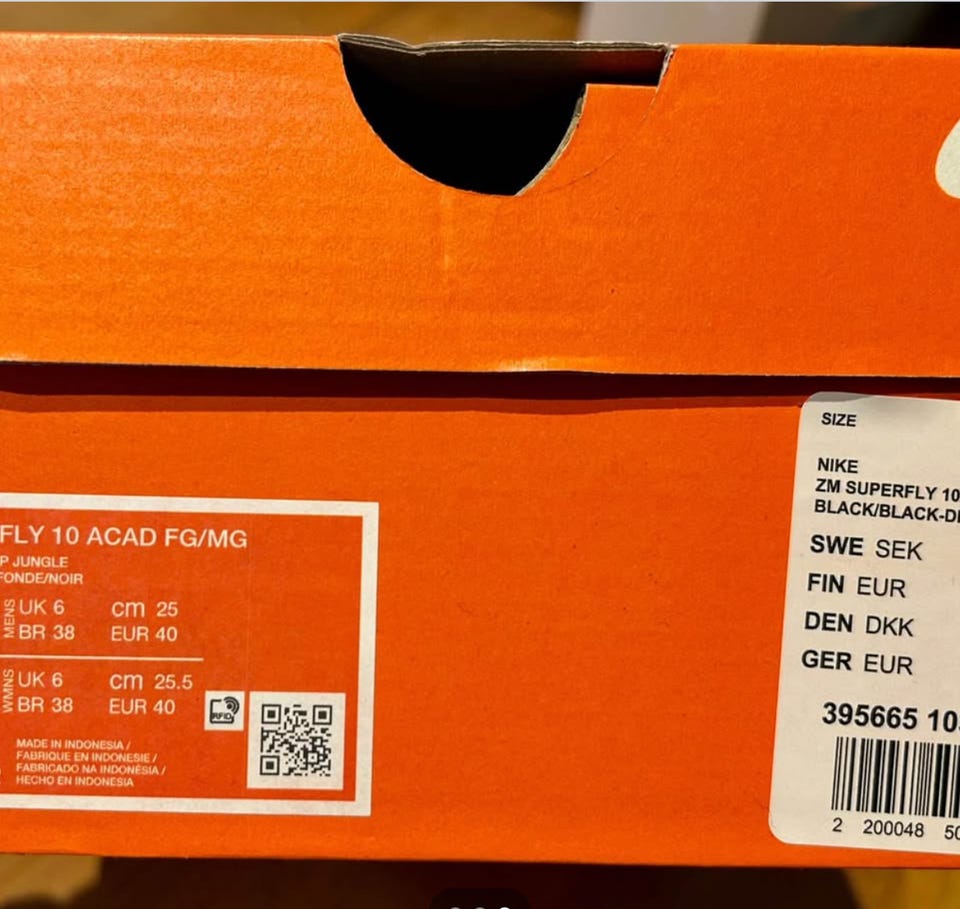 FLY 10 ACAD FG/MG
P JUNGLE
FONDE/NOIR
MENS
UK 6 cm 25
BR 38 EUR 40
WMNS
UK 6 cm 25.5
BR 38 EUR 40
RFID
MADE IN INDONESIA /
FABRIQUE EN INDONESIE /
FABRICADO NA INDONÉSIA /
HECHO EN INDONESIA
SIZE
NIKE
ZM SUPERFLY 10
BLACK/BLACK-D
SWE SEK
FIN EUR
DEN DKK
GER EUR
395665 10
2 200048 50